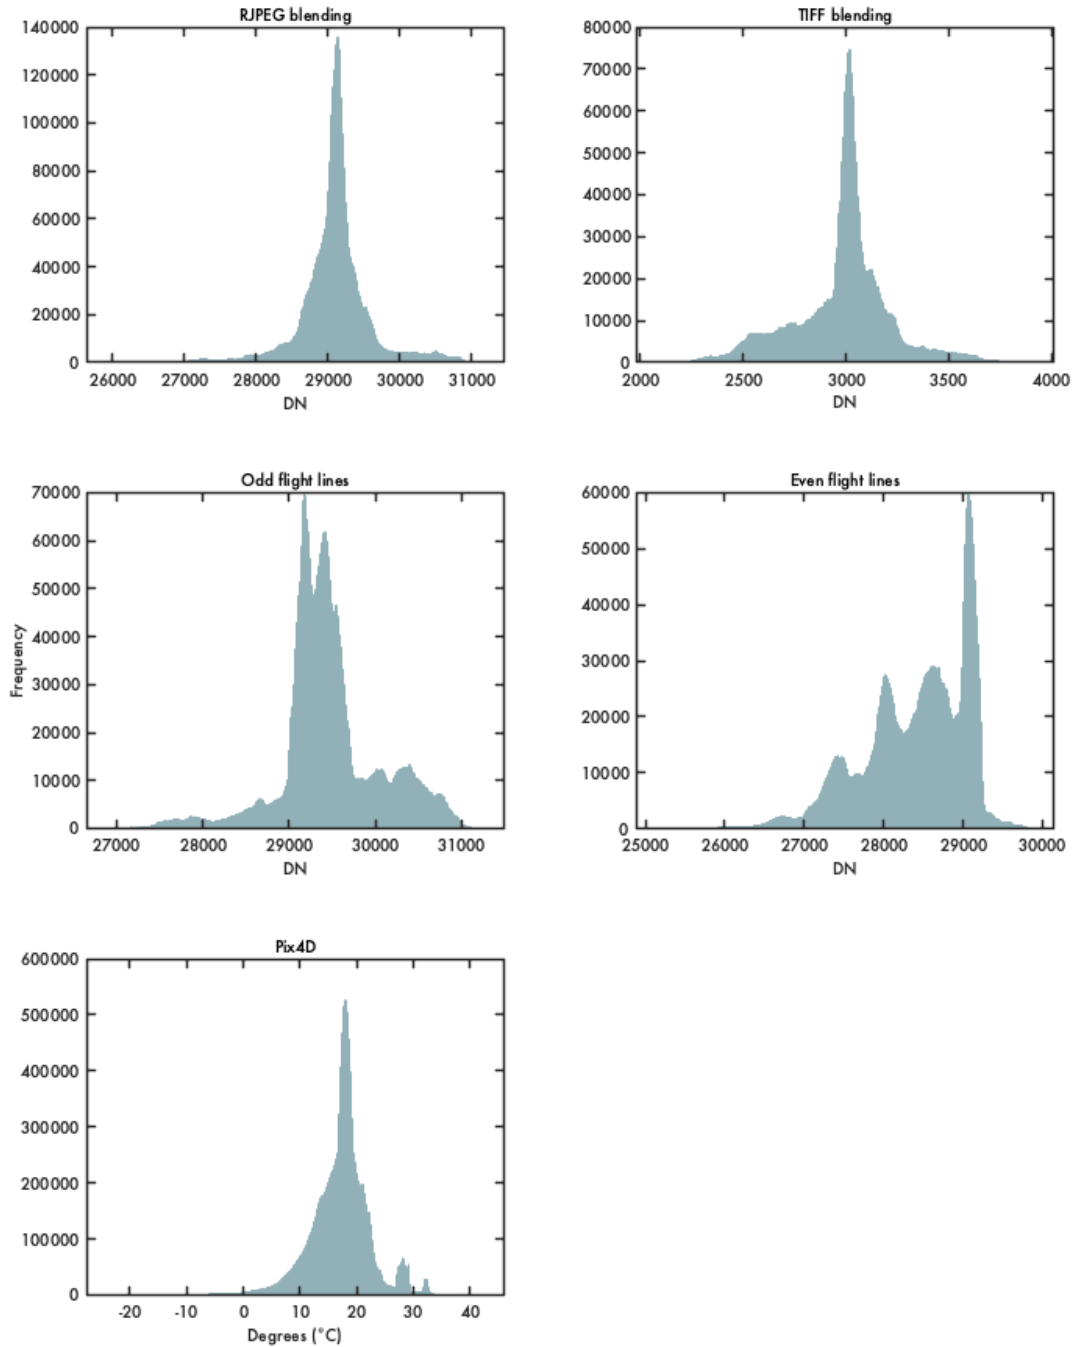 RJPEG blending
140000
120000
100000
80000
60000
40000
20000
0
26000 27000 28000 29000 30000 31000
DN
TIFF blending
80000
70000
60000
50000
40000
30000
20000
10000
0
2000 2500 3000 3500 4000
DN
Odd flight lines
70000
60000
50000
40000
30000
20000
10000
0
Frequency
27000 28000 29000 30000 31000
DN
Even flight lines
60000
50000
40000
30000
20000
10000
0
25000 26000 27000 28000 29000 30000
DN
Pix4D
600000
500000
400000
300000
200000
100000
0
-20 -10 0 10 20 30 40
Degrees (°C)